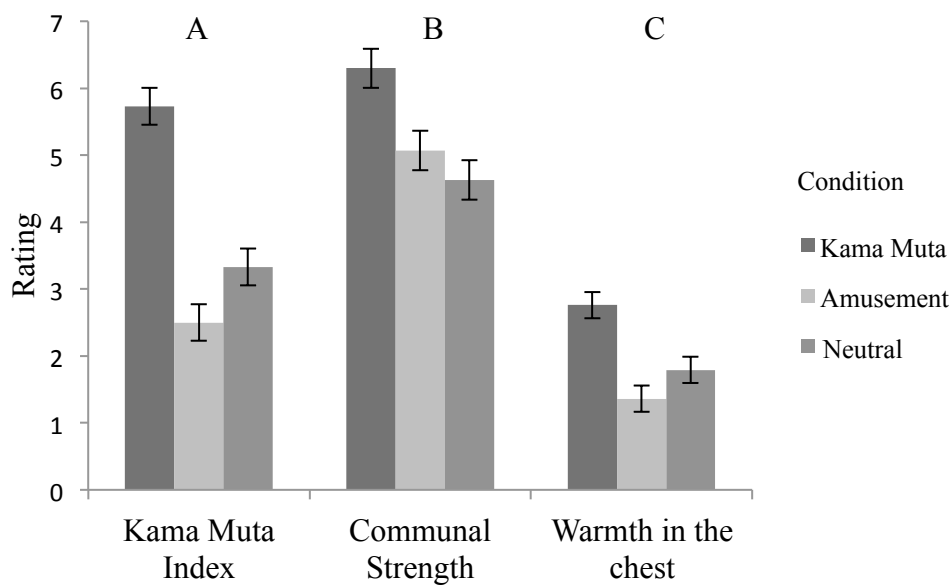 7
6
5
4
3
2
1
0
Rating
A
B
C
Kama Muta
Index
Communal
Strength
Warmth in the
chest
Condition
Kama Muta
Amusement
Neutral